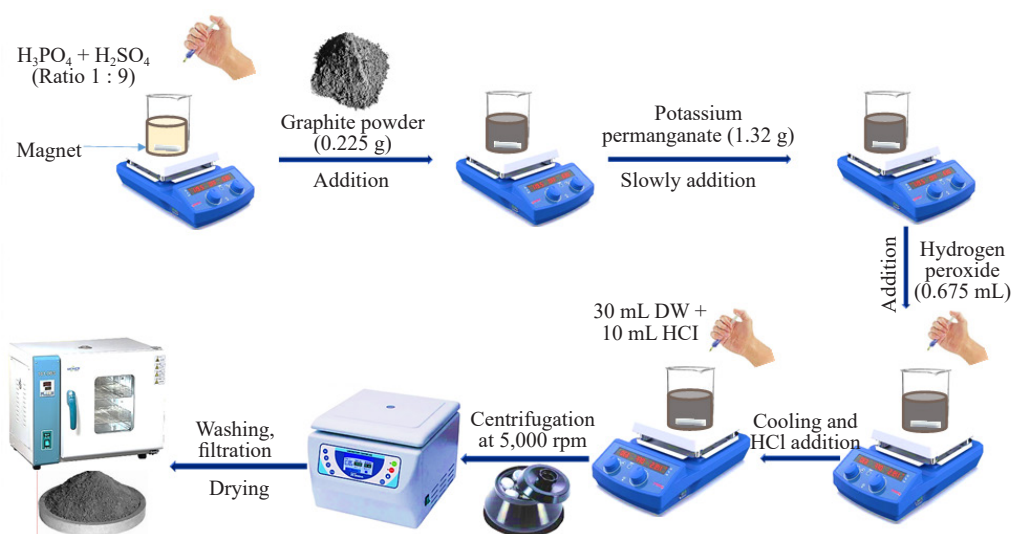 H₃PO₄ + H₂SO₄
(Ratio 1 : 9)
Magnet
Graphite powder
(0.225 g)
Addition
Potassium
permanganate (1.32 g)
Slowly addition
Addition
Hydrogen
peroxide
(0.675 mL)
30 mL DW +
10 mL HCI
Cooling and
HCl addition
Centrifugation
at 5,000 rpm
Washing,
filtration
Drying